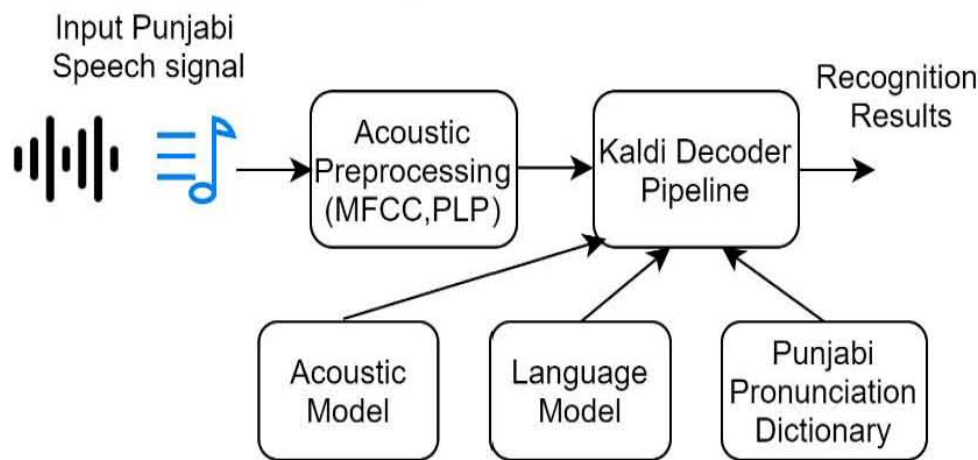 Input Punjabi
Speech signal
Acoustic
Preprocessing
(MFCC,PLP)
Kaldi Decoder
Pipeline
Recognition
Results
Acoustic
Model
Language
Model
Punjabi
Pronunciation
Dictionary